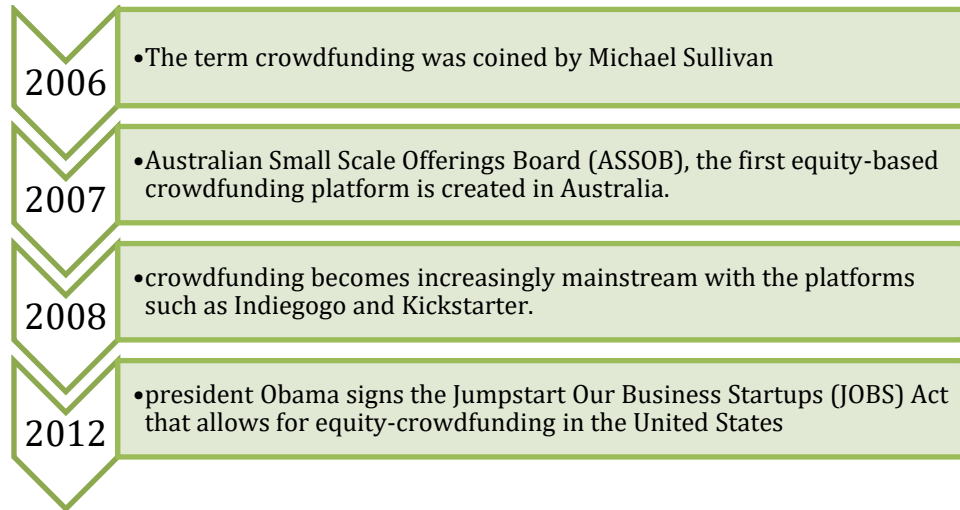 2006
•The term crowdfunding was coined by Michael Sullivan
2007
•Australian Small Scale Offerings Board (ASSOB), the first equity-based
crowdfunding platform is created in Australia.
2008
•crowdfunding becomes increasingly mainstream with the platforms
such as Indiegogo and Kickstarter.
2012
•president Obama signs the Jumpstart Our Business Startups (JOBS) Act
that allows for equity-crowdfunding in the United States